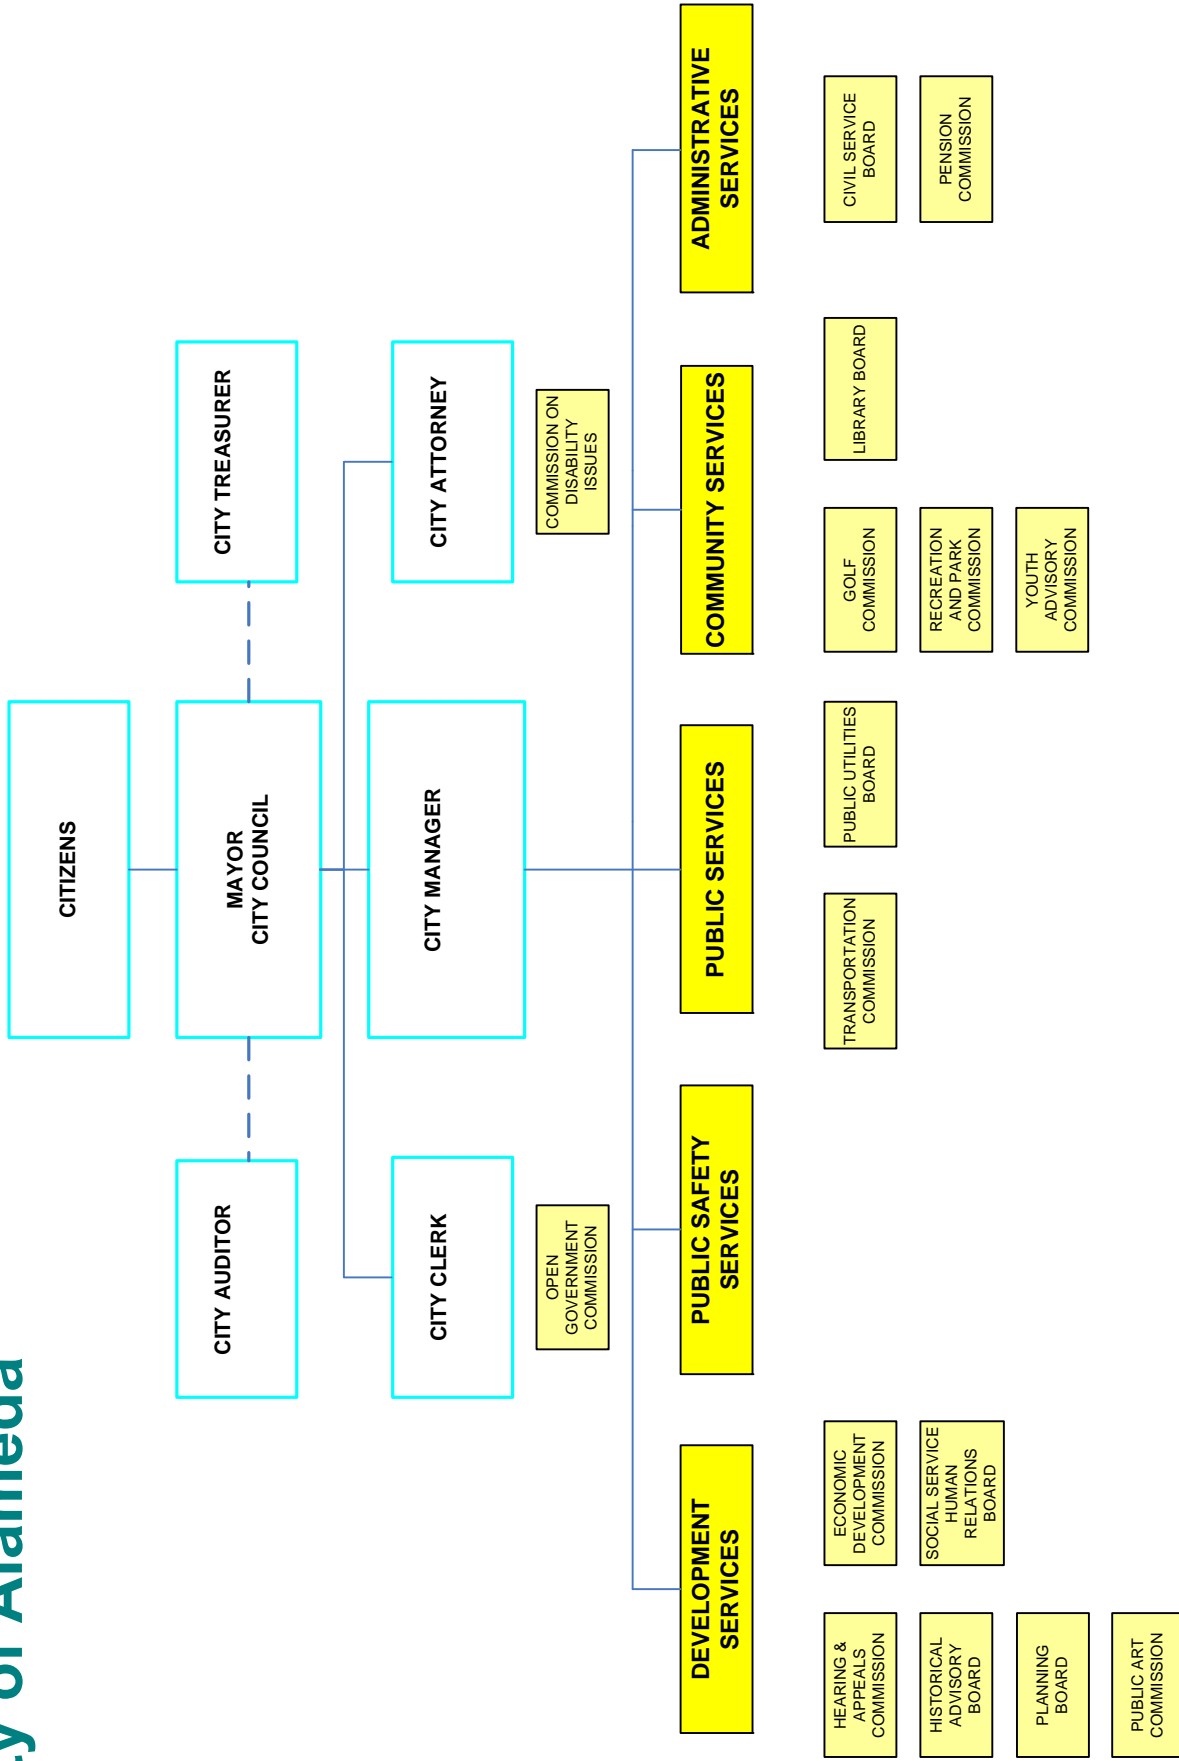 of Alameda
CITIZENS
CITY AUDITOR
MAYOR
CITY COUNCIL
CITY TREASURER
CITY CLERK
CITY MANAGER
CITY ATTORNEY
OPEN
GOVERNMENT
COMMISSION
COMMISSION ON
DISABILITY
ISSUES
DEVELOPMENT
SERVICES
PUBLIC SAFETY
SERVICES
PUBLIC SERVICES
COMMUNITY SERVICES
ADMINISTRATIVE
SERVICES
HEARING &
APPEALS
COMMISSION
ECONOMIC
DEVELOPMENT
COMMISSION
TRANSPORTATION
COMMISSION
PUBLIC UTILITIES
BOARD
GOLF
COMMISSION
LIBRARY BOARD
CIVIL SERVICE
BOARD
HISTORICAL
ADVISORY
BOARD
SOCIAL SERVICE
HUMAN
RELATIONS
BOARD
RECREATION
AND PARK
COMMISSION
PENSION
COMMISSION
PLANNING
BOARD
YOUTH
ADVISORY
COMMISSION
PUBLIC ART
COMMISSION